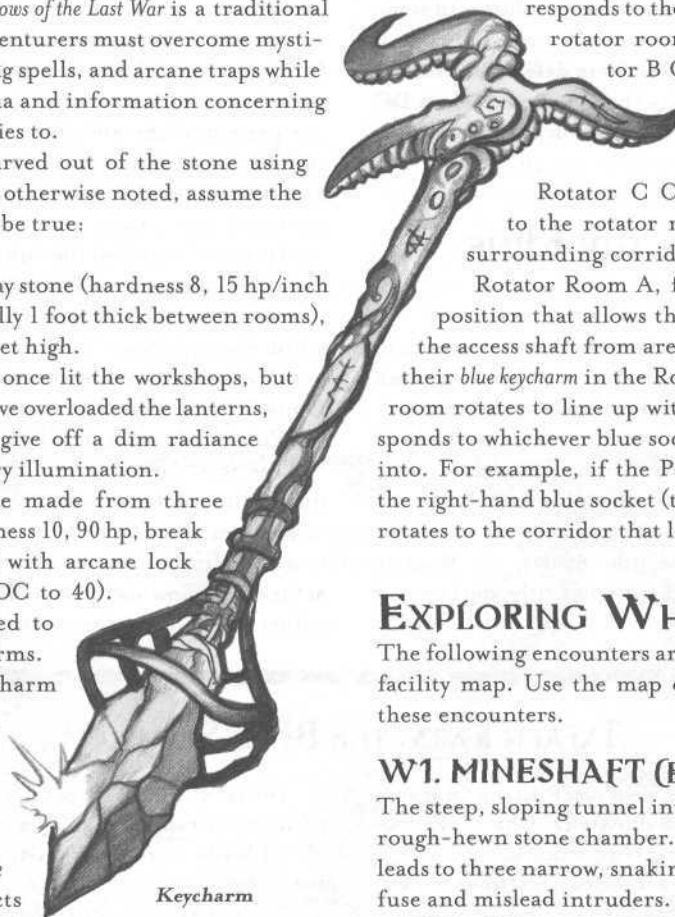 ows of the Last War is a traditional
enturers must overcome mysti-
g spells, and arcane traps while
a and information concerning
ies to.
rved out of the stone using
otherwise noted, assume the
be true:
y stone (hardness 8, 15 hp/inch
lly 1 foot thick between rooms),
et high.
once lit the workshops, but
ve overloaded the lanterns,
give off a dim radiance
ry illumination.
e made from three
ness 10, 90 hp, break
with arcane lock
DC to 40).
ed to
rms.
charm
cts
Keycharm
responds to the
rotator room
tor B C
Rotator C C
to the rotator r
surrounding corrid
Rotator Room A, f
position that allows th
the access shaft from are
their blue keycharm in the Ro
room rotates to line up wit
sponds to whichever blue soc
into. For example, if the P
the right-hand blue socket (t
rotates to the corridor that l
EXPLORING WH
The following encounters ar
facility map. Use the map o
these encounters.
W1. MINESHAFT (E
The steep, sloping tunnel in
rough-hewn stone chamber.
leads to three narrow, snakin
fuse and mislead intruders.